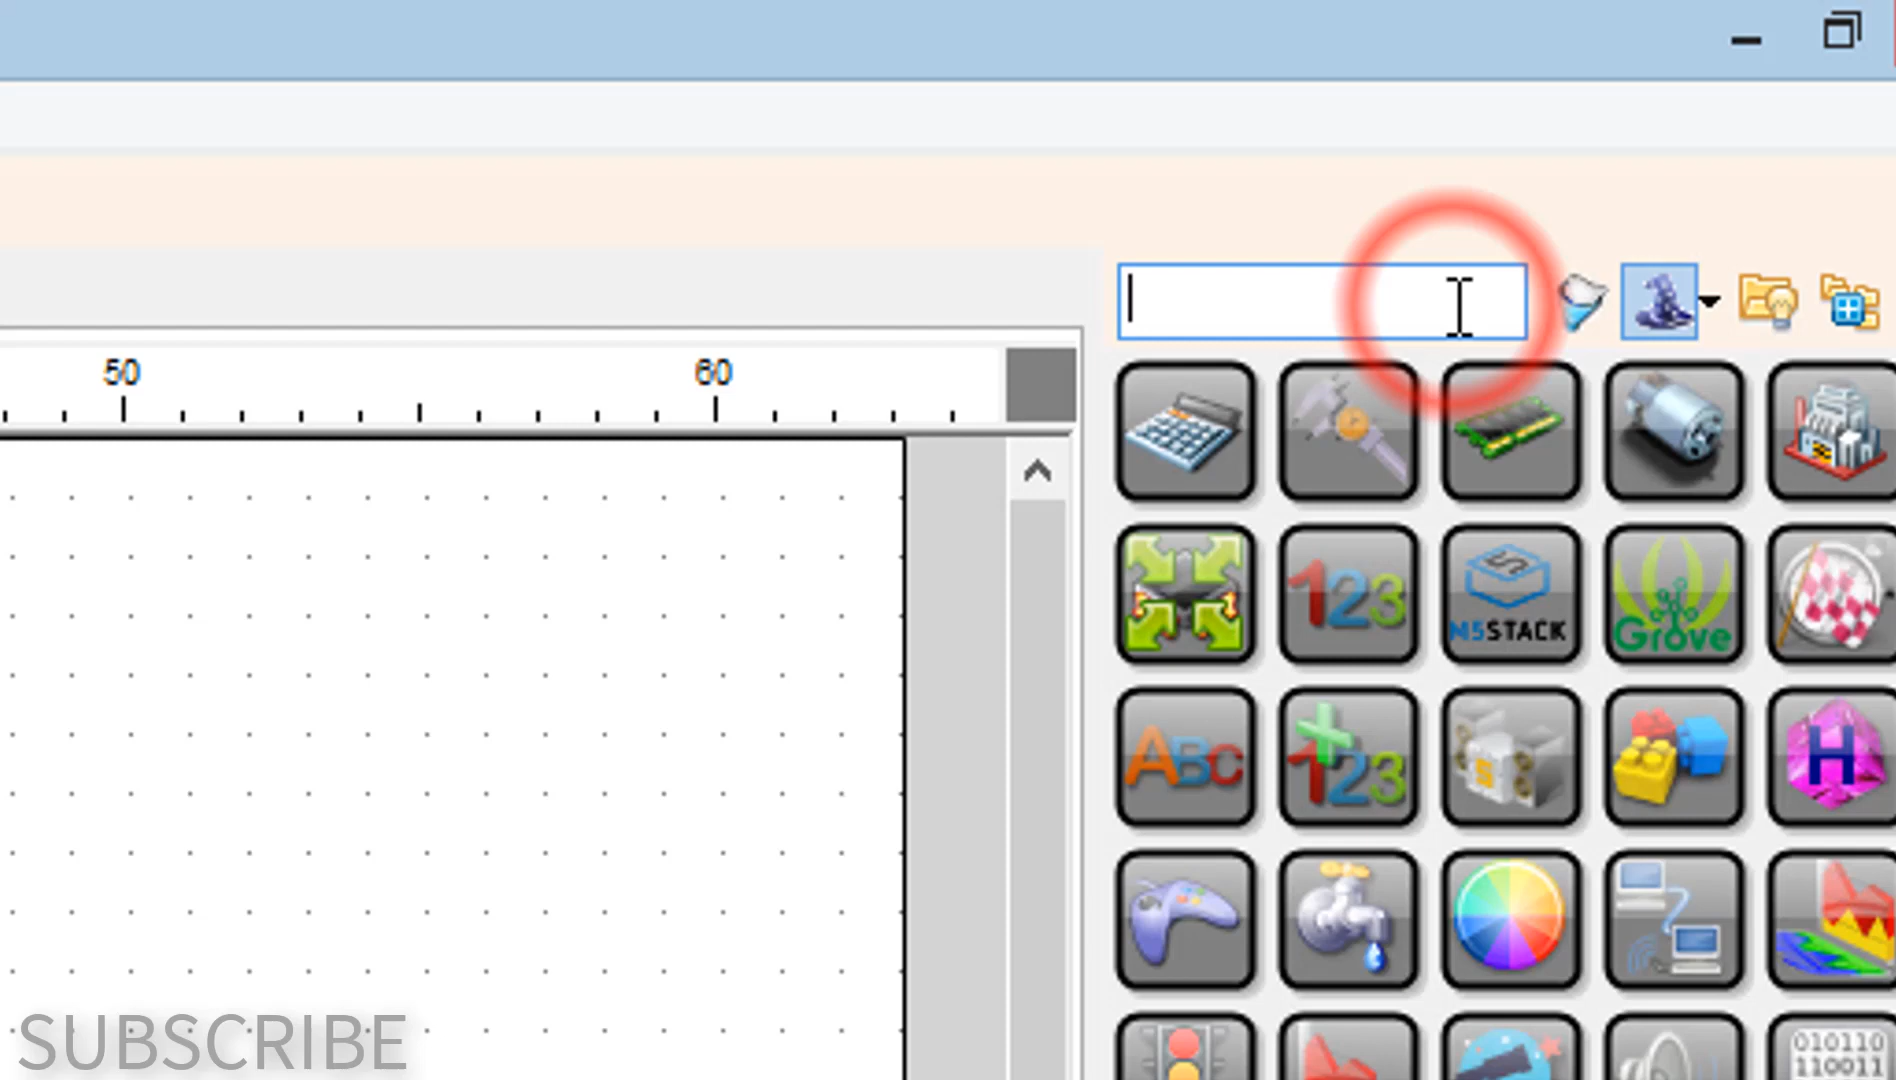 50 60
123
M5STACK
Grove
ABC
123
S
H
SUBSCRIBE
010110
110011